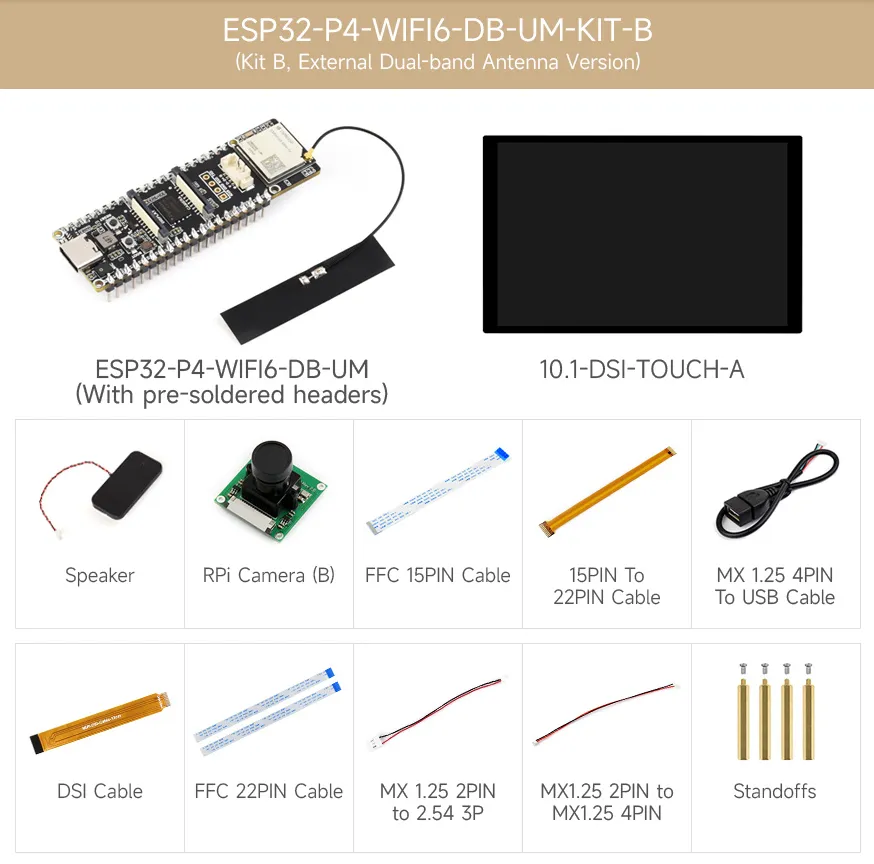 ESP32-P4-WIFI6-DB-UM-KIT-B
(Kit B, External Dual-band Antenna Version)
ESP32-P4-WIFI6-DB-UM
(With pre-soldered headers)
10.1-DSI-TOUCH-A
Speaker
RPi Camera (B)
FFC 15PIN Cable
15PIN To
22PIN Cable
MX 1.25 4PIN
To USB Cable
DSI Cable
FFC 22PIN Cable
MX 1.25 2PIN
to 2.54 3P
MX1.25 2PIN to
MX1.25 4PIN
Standoffs